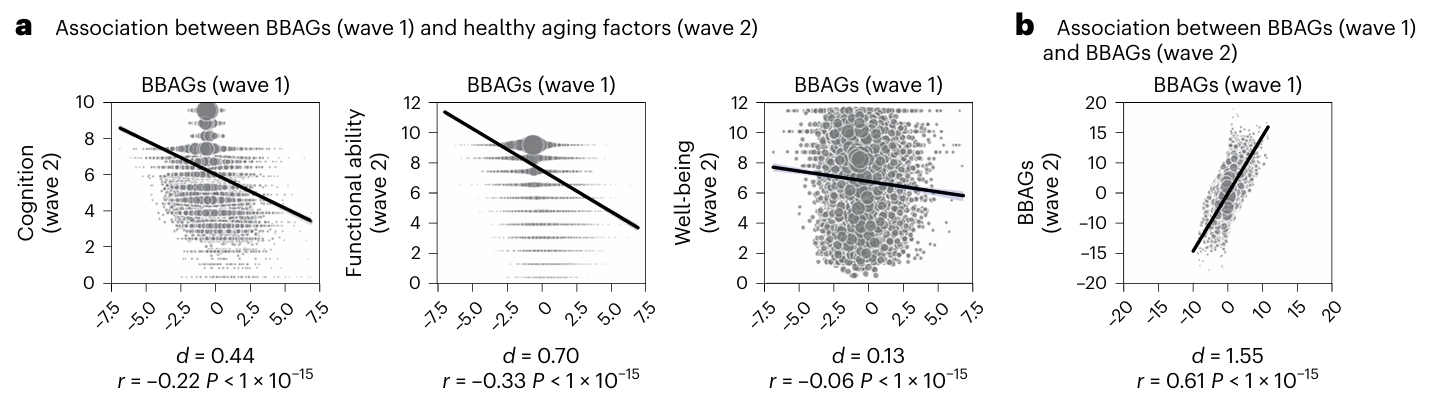 a Association between BBAGs (wave 1) and healthy aging factors (wave 2)
BBAGs (wave 1)
Cognition
(wave 2)
10
8
6
4
2
0
–7.5 –5.0 –2.5 0 2.5 5.0 7.5
d = 0.44
r = –0.22 P < 1 × 10⁻¹⁵
BBAGs (wave 1)
Functional ability
(wave 2)
12
10
8
6
4
2
0
–7.5 –5.0 –2.5 0 2.5 5.0 7.5
d = 0.70
r = –0.33 P < 1 × 10⁻¹⁵
BBAGs (wave 1)
Well-being
(wave 2)
12
10
8
6
4
2
0
–7.5 –5.0 –2.5 0 2.5 5.0 7.5
d = 0.13
r = –0.06 P < 1 × 10⁻¹⁵
b Association between BBAGs (wave 1)
and BBAGs (wave 2)
BBAGs (wave 1)
BBAGs
(wave 2)
20
15
10
0
–10
–15
–20
–20 –15 –10 0 10 15 20
d = 1.55
r = 0.61 P < 1 × 10⁻¹⁵